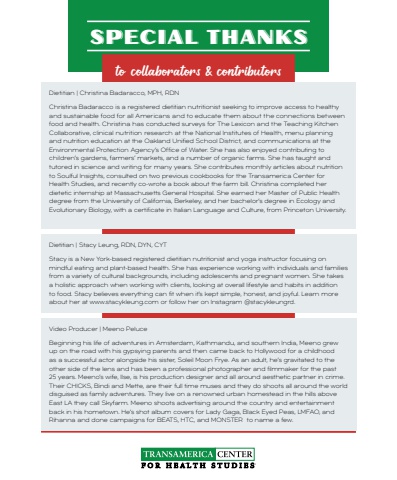 SPECIAL THANKS
to collaborators & contributors
Dietitian | Christina Badaracco, MPH, RDN
Christina Badaracco is a registered dietitian nutritionist seeking to improve access to healthy
and sustainable food for all Americans and to educate them about the connections between
food and health. Christina has conducted surveys for The Lexicon and the Teaching Kitchen
Collaborative, clinical nutrition research at the National Institutes of Health, menu planning
and nutrition education at the Oakland Unified School District, and communications at the
Environmental Protection Agency's Office of Water. She has also enjoyed contributing to
children's gardens, farmers' markets, and a number of organic farms. She has taught and
tutored in science and writing for many years. She contributes monthly articles about nutrition
to Soulful Insights, consulted on two previous cookbooks for the Transamerica Center for
Health Studies, and recently co-wrote a book about the farm bill. Christina completed her
dietetic internship at Massachusetts General Hospital. She earned her Master of Public Health
degree from the University of California, Berkeley, and her bachelor's degree in Ecology and
Evolutionary Biology, with a certificate in Italian Language and Culture, from Princeton University.
Dietitian | Stacy Leung, RDN, DYN, CYT
Stacy is a New York-based registered dietitian nutritionist and yoga instructor focusing on
mindful eating and plant-based health. She has experience working with individuals and families
from a variety of cultural backgrounds, including adolescents and pregnant women. She takes
a holistic approach when working with clients, looking at overall lifestyle and habits in addition
to food. Stacy believes everything can fit when it's kept simple, honest, and joyful. Learn more
about her at www.stacykleung.com or follow her on Instagram @stacykleungrd.
Video Producer | Meeno Peluce
Beginning his life of adventures in Amsterdam, Kathmandu, and southern India, Meeno grew
up on the road with his gypsying parents and then came back to Hollywood for a childhood
as a successful actor alongside his sister, Soleil Moon Frye. As an adult, he's gravitated to the
other side of the lens and has been a professional photographer and filmmaker for the past
25 years. Meeno's wife, Ilse, is his production designer and all around aesthetic partner in crime.
Their CHICKS, Bindi and Mette, are their full time muses and they do shoots all around the world
disguised as family adventures. They live on a renowned urban homestead in the hills above
East LA they call Skyfarm. Meeno shoots advertising around the country and entertainment
back in his hometown. He's shot album covers for Lady Gaga, Black Eyed Peas, LMFAO, and
Rihanna and done campaigns for BEATS, HTC, and MONSTER to name a few.
TRANSAMERICA CENTER
FOR HEALTH STUDIES